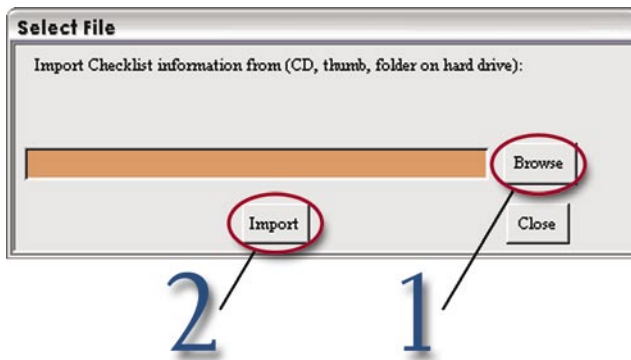 Select File
Import Checklist information from (CD, thumb, folder on hard drive):
Browse
Import
Close
2
1